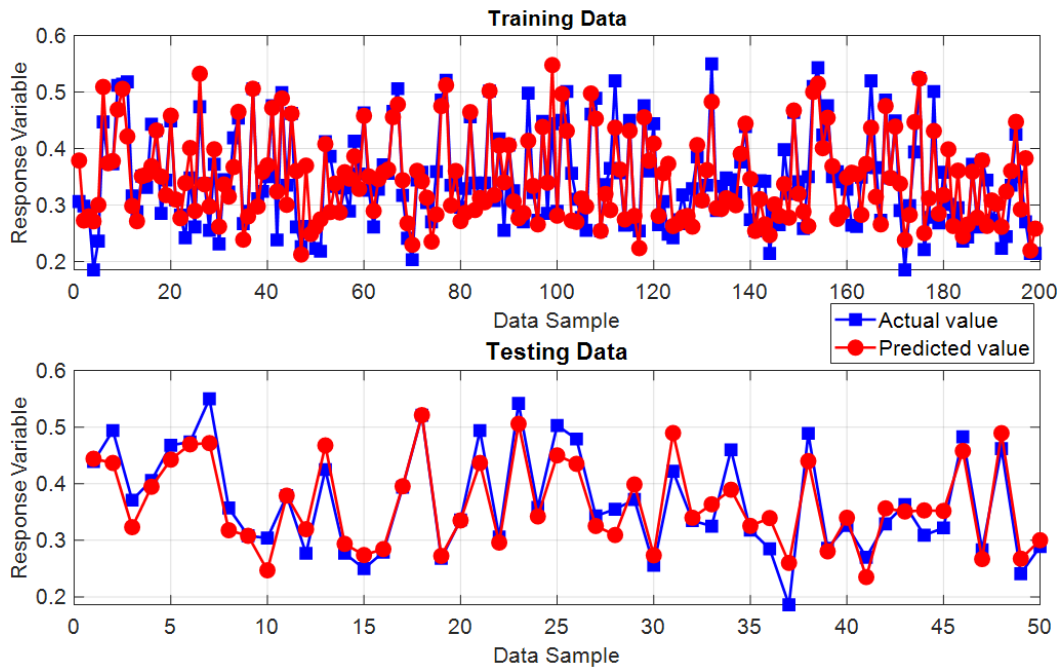 Training Data
0.6
0.5
0.4
0.3
0.2
Response Variable
0 20 40 60 80 100 120 140 160 180 200
Data Sample
Actual value
Predicted value
Testing Data
0.6
0.5
0.4
0.3
0.2
Response Variable
0 5 10 15 20 25 30 35 40 45 50
Data Sample